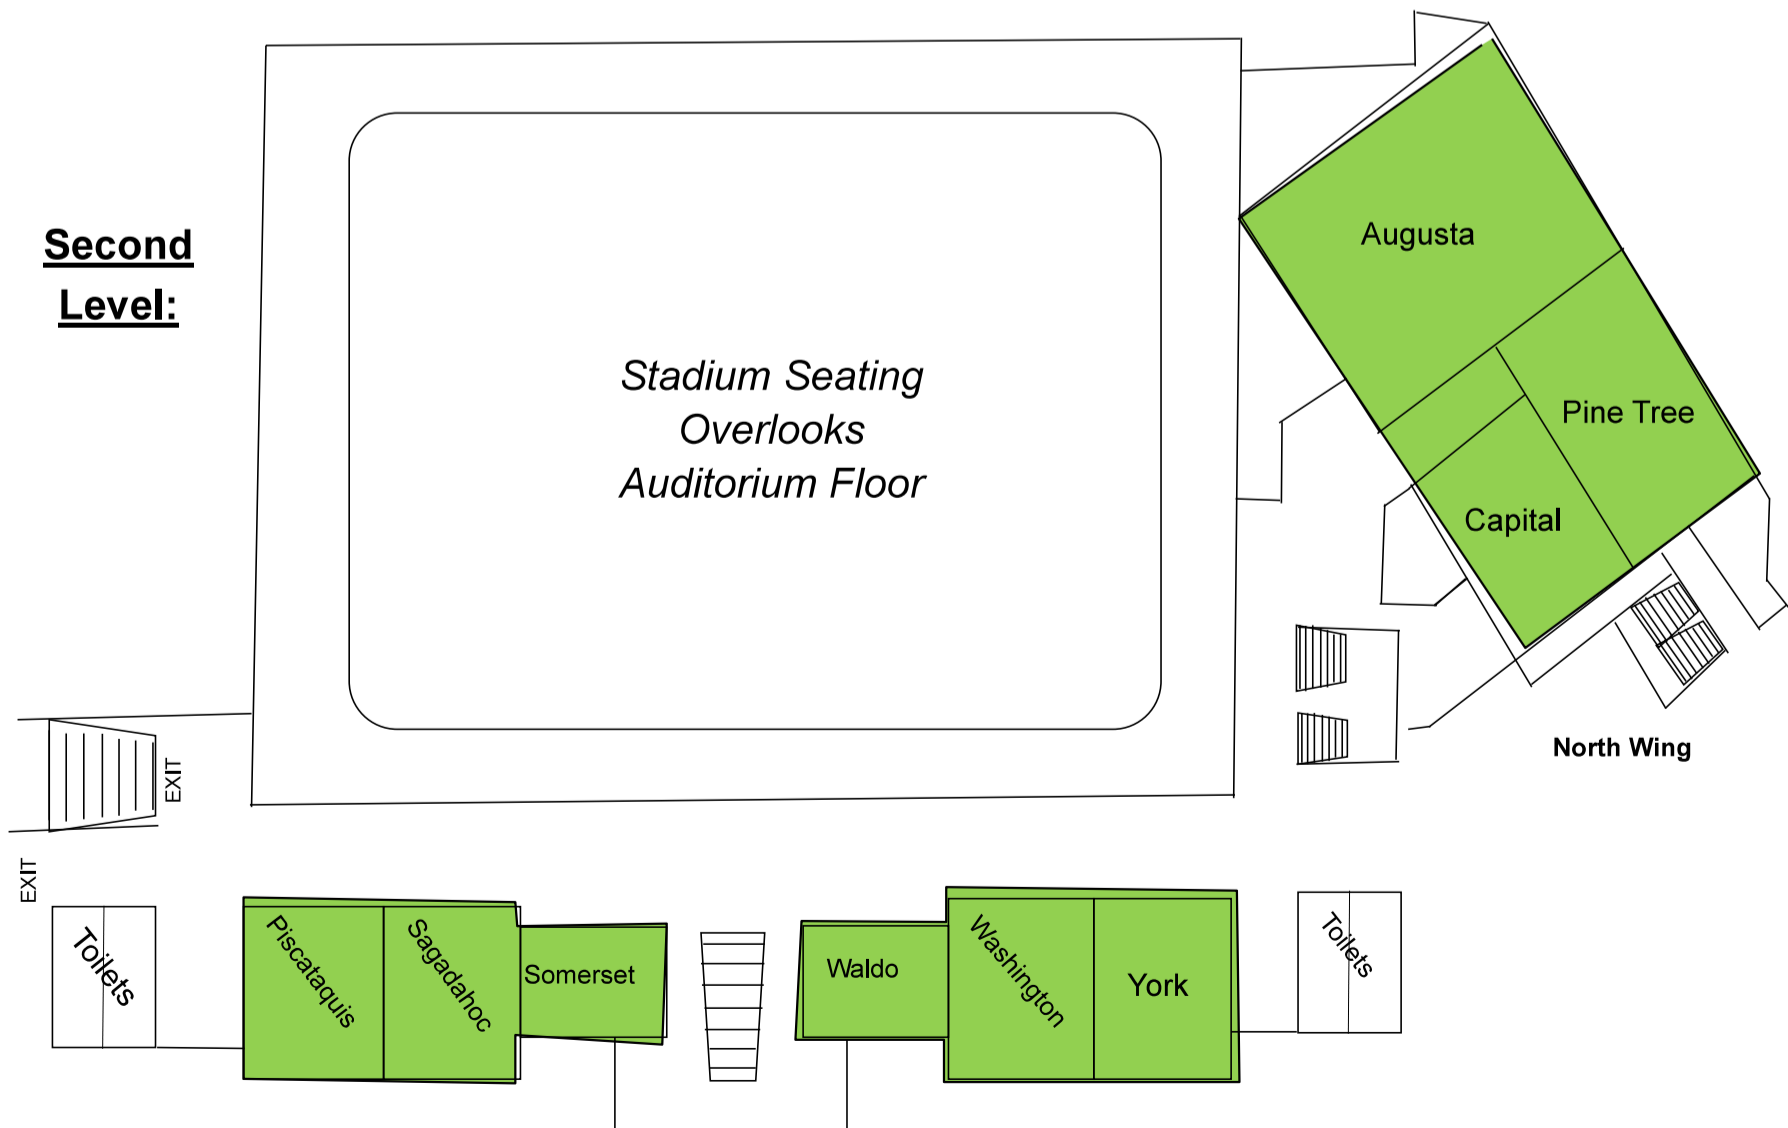 Second
Level:
Stadium Seating
Overlooks
Auditorium Floor
Augusta
Pine Tree
Capital
North Wing
EXIT
EXIT
Toilets
Piscataquis
Sagadahoc
Somerset
Waldo
Washington
York
Toilets